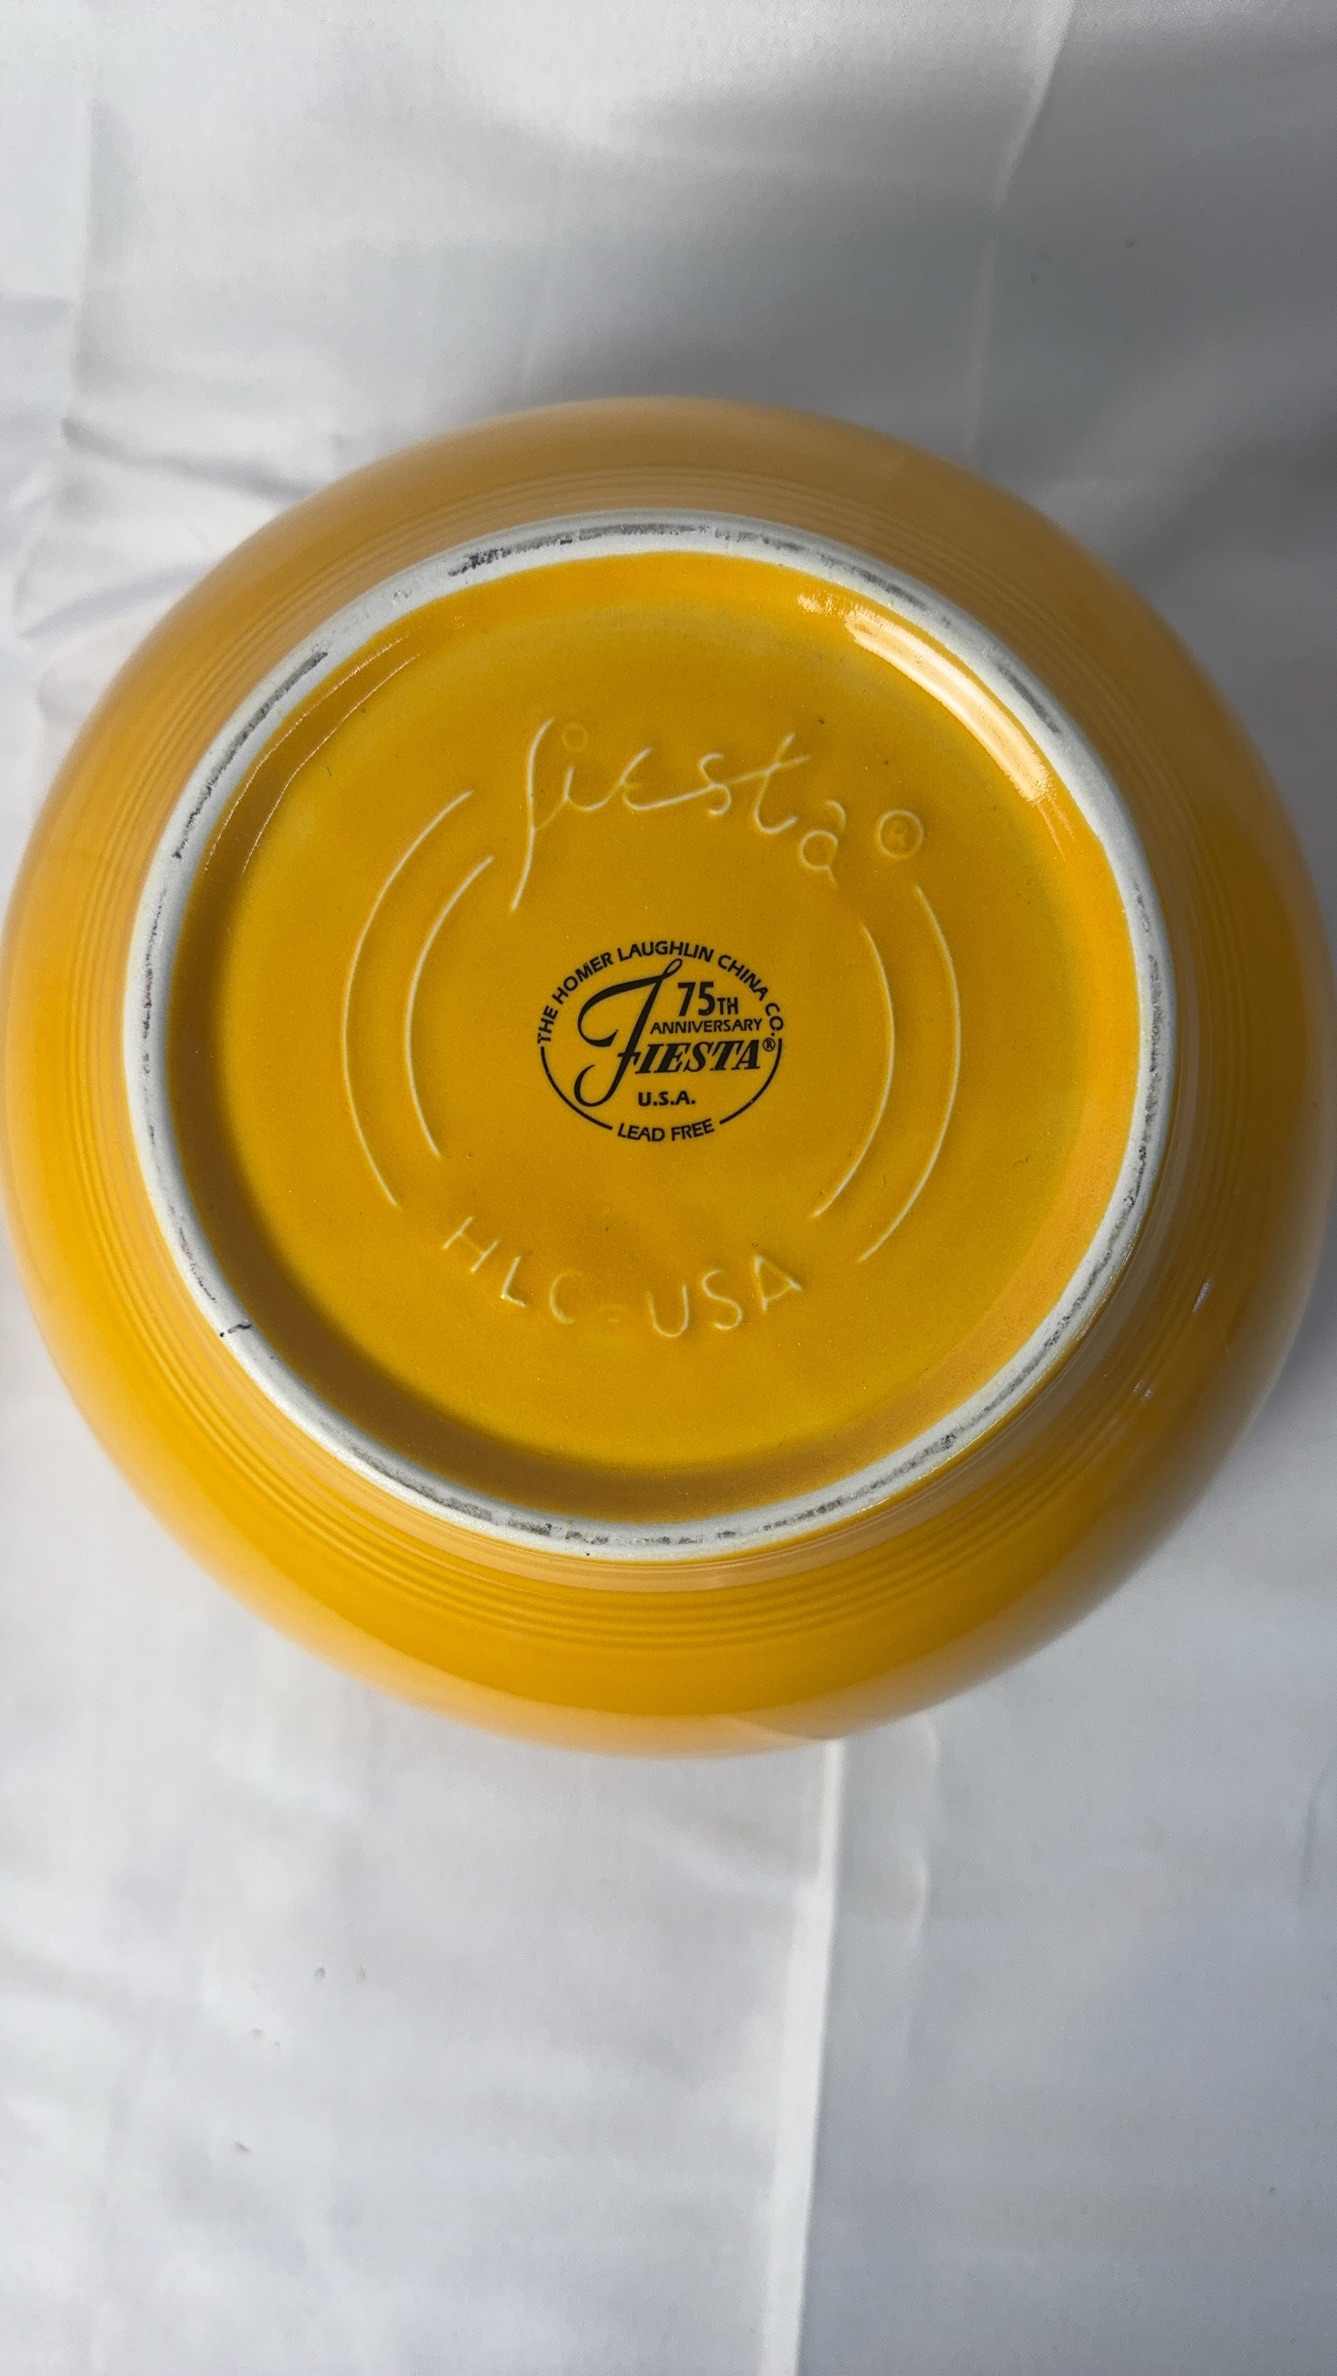 fiesta®
THE HOMER LAUGHLIN CHINA CO.
75TH
ANNIVERSARY
FIESTA®
U.S.A.
LEAD FREE
HLC-USA